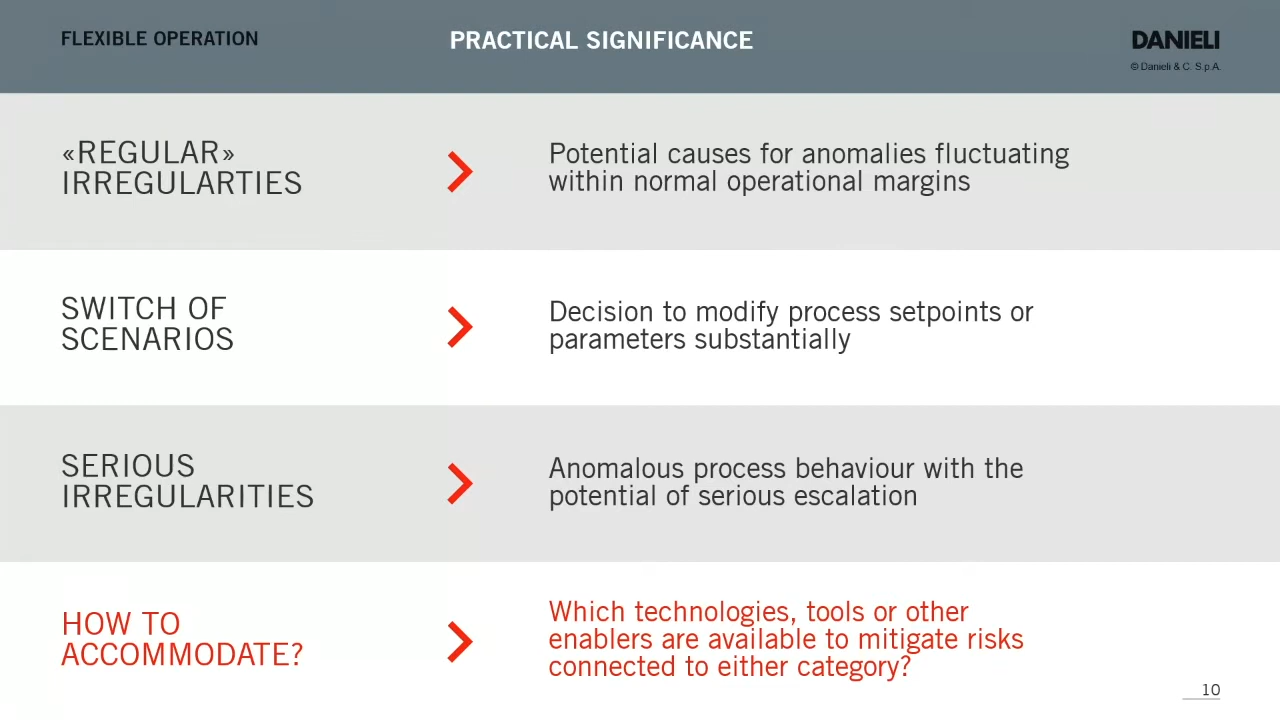 FLEXIBLE OPERATION
PRACTICAL SIGNIFICANCE
DANIELI
© Danieli & C. S.p.A.
«REGULAR»
IRREGULARTIES
Potential causes for anomalies fluctuating
within normal operational margins
SWITCH OF
SCENARIOS
Decision to modify process setpoints or
parameters substantially
SERIOUS
IRREGULARITIES
Anomalous process behaviour with the
potential of serious escalation
HOW TO
ACCOMMODATE?
Which technologies, tools or other
enablers are available to mitigate risks
connected to either category?
10